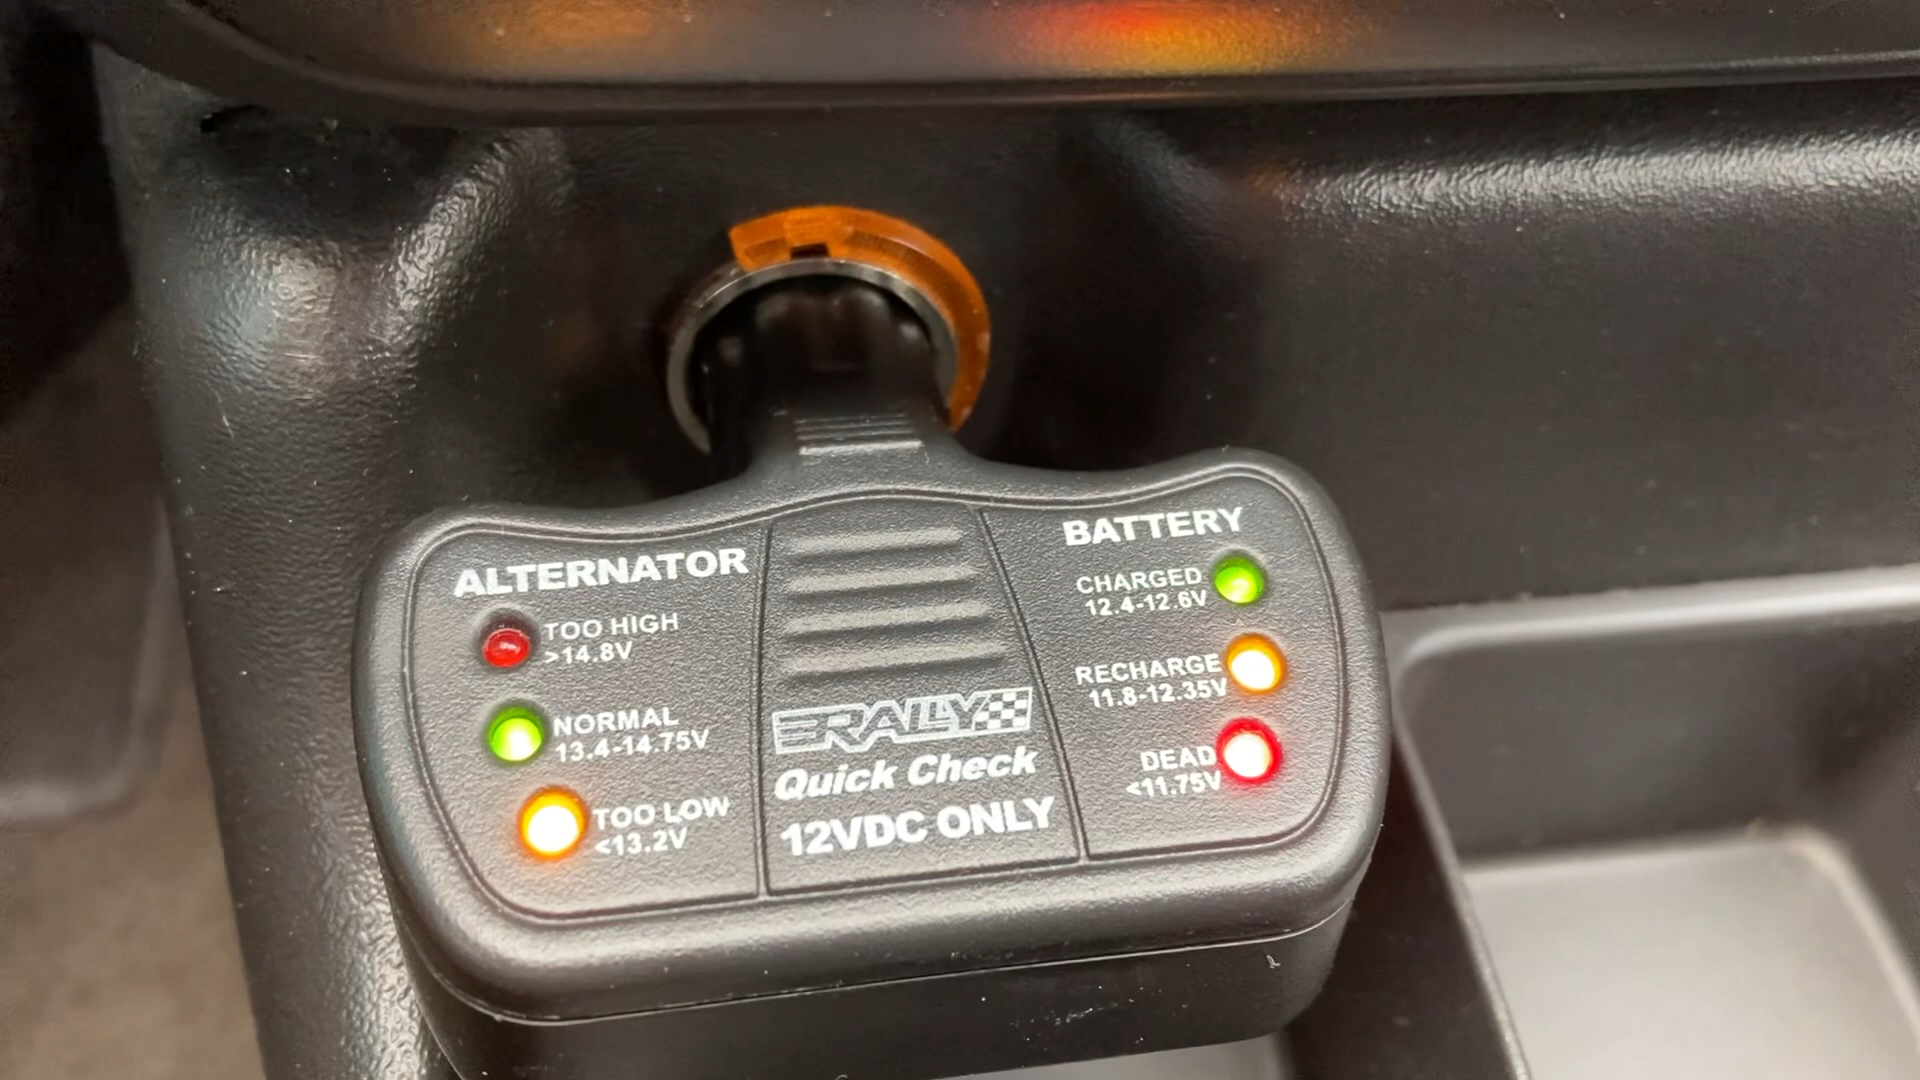 ALTERNATOR
TOO HIGH
>14.8V
NORMAL
13.4-14.75V
TOO LOW
<13.2V
RALLY
Quick Check
12VDC ONLY
BATTERY
CHARGED
12.4-12.6V
RECHARGE
11.8-12.35V
DEAD
<11.75V